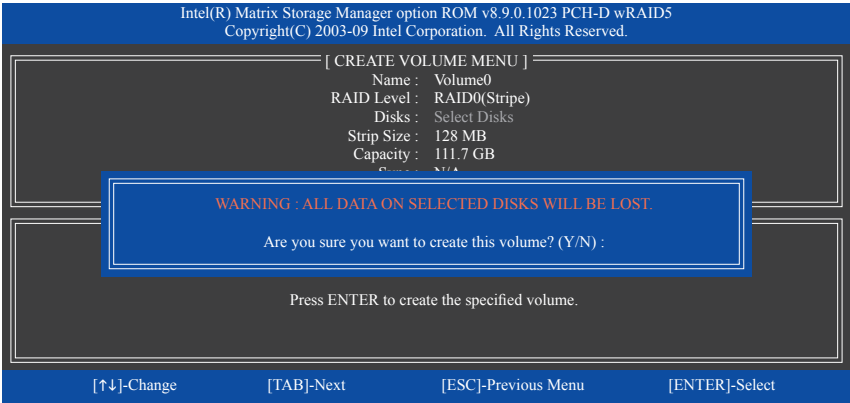 Intel(R) Matrix Storage Manager option ROM v8.9.0.1023 PCH-D wRAID5
Copyright(C) 2003-09 Intel Corporation. All Rights Reserved.
[ CREATE VOLUME MENU ]
Name : Volume0
RAID Level : RAID0(Stripe)
Disks : Select Disks
Strip Size : 128 MB
Capacity : 111.7 GB
Sync : N/A
WARNING : ALL DATA ON SELECTED DISKS WILL BE LOST.
Are you sure you want to create this volume? (Y/N) :
Press ENTER to create the specified volume.
[↑↓]-Change [TAB]-Next [ESC]-Previous Menu [ENTER]-Select